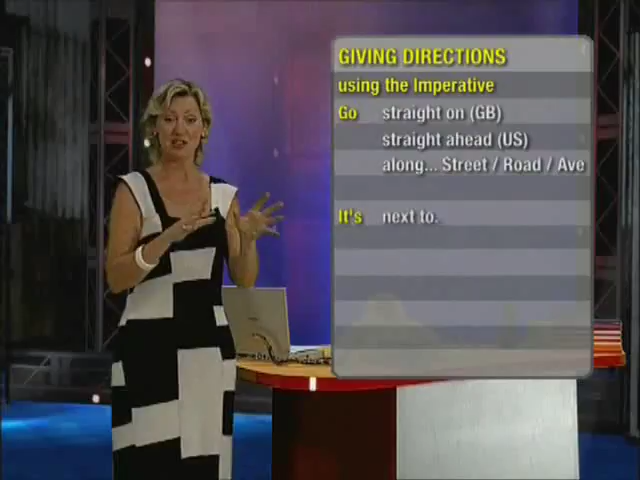 GIVING DIRECTIONS
using the Imperative
Go straight on (GB)
straight ahead (US)
along... Street / Road / Ave
It's next to.